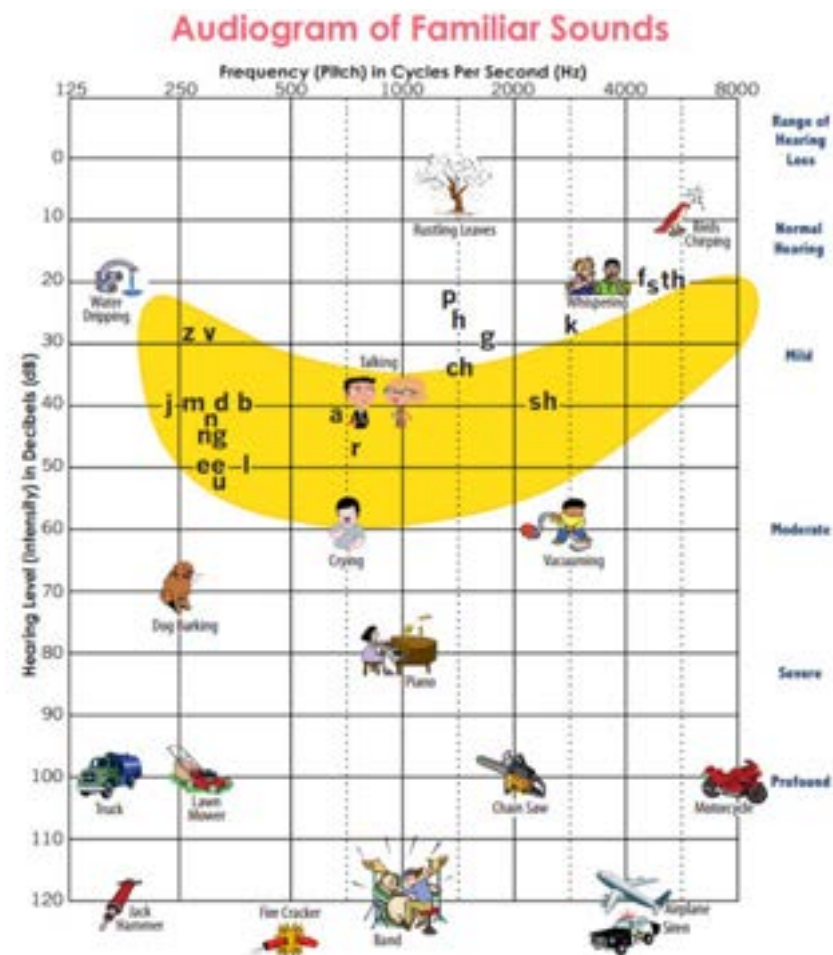 Audiogram of Familiar Sounds
Frequency (Pitch) in Cycles Per Second (Hz)
125 250 500 1000 2000 4000 8000
Hearing Level (Intensity) in Decibels (dB)
Range of
Hearing
Loss
0
Rustling Leaves
10
Birds
Chirping
Normal
Hearing
20
Water
Dripping
Whispering
f s th
p
h
k
z v
g
30
Talking
ch
Mild
j m d b
40
a
sh
n
ng
r
ee l
50
u
60
Crying
Vacuuming
Moderate
70
Dog Barking
80
Piano
Severe
90
100
Truck
Lawn
Mower
Chain Saw
Motorcycle
Profound
110
120
Jack
Hammer
Fire Cracker
Band
Airplane
Siren